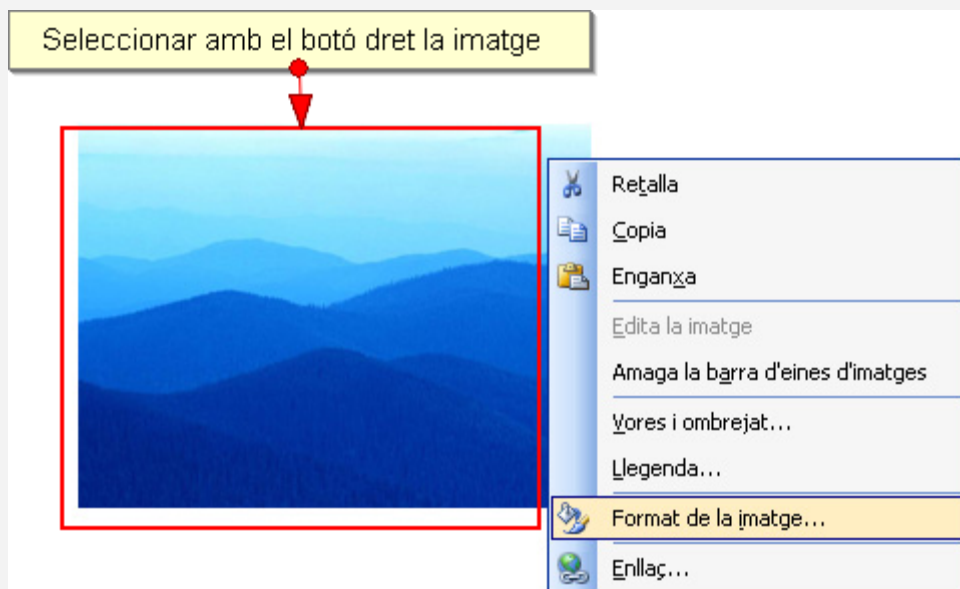 Seleccionar amb el botó dret la imatge
Retalla
Copia
Enganxa
Edita la imatge
Amaga la barra d'eines d'imatges
Vores i ombrejat...
Llegenda...
Format de la imatge...
Enllaç...